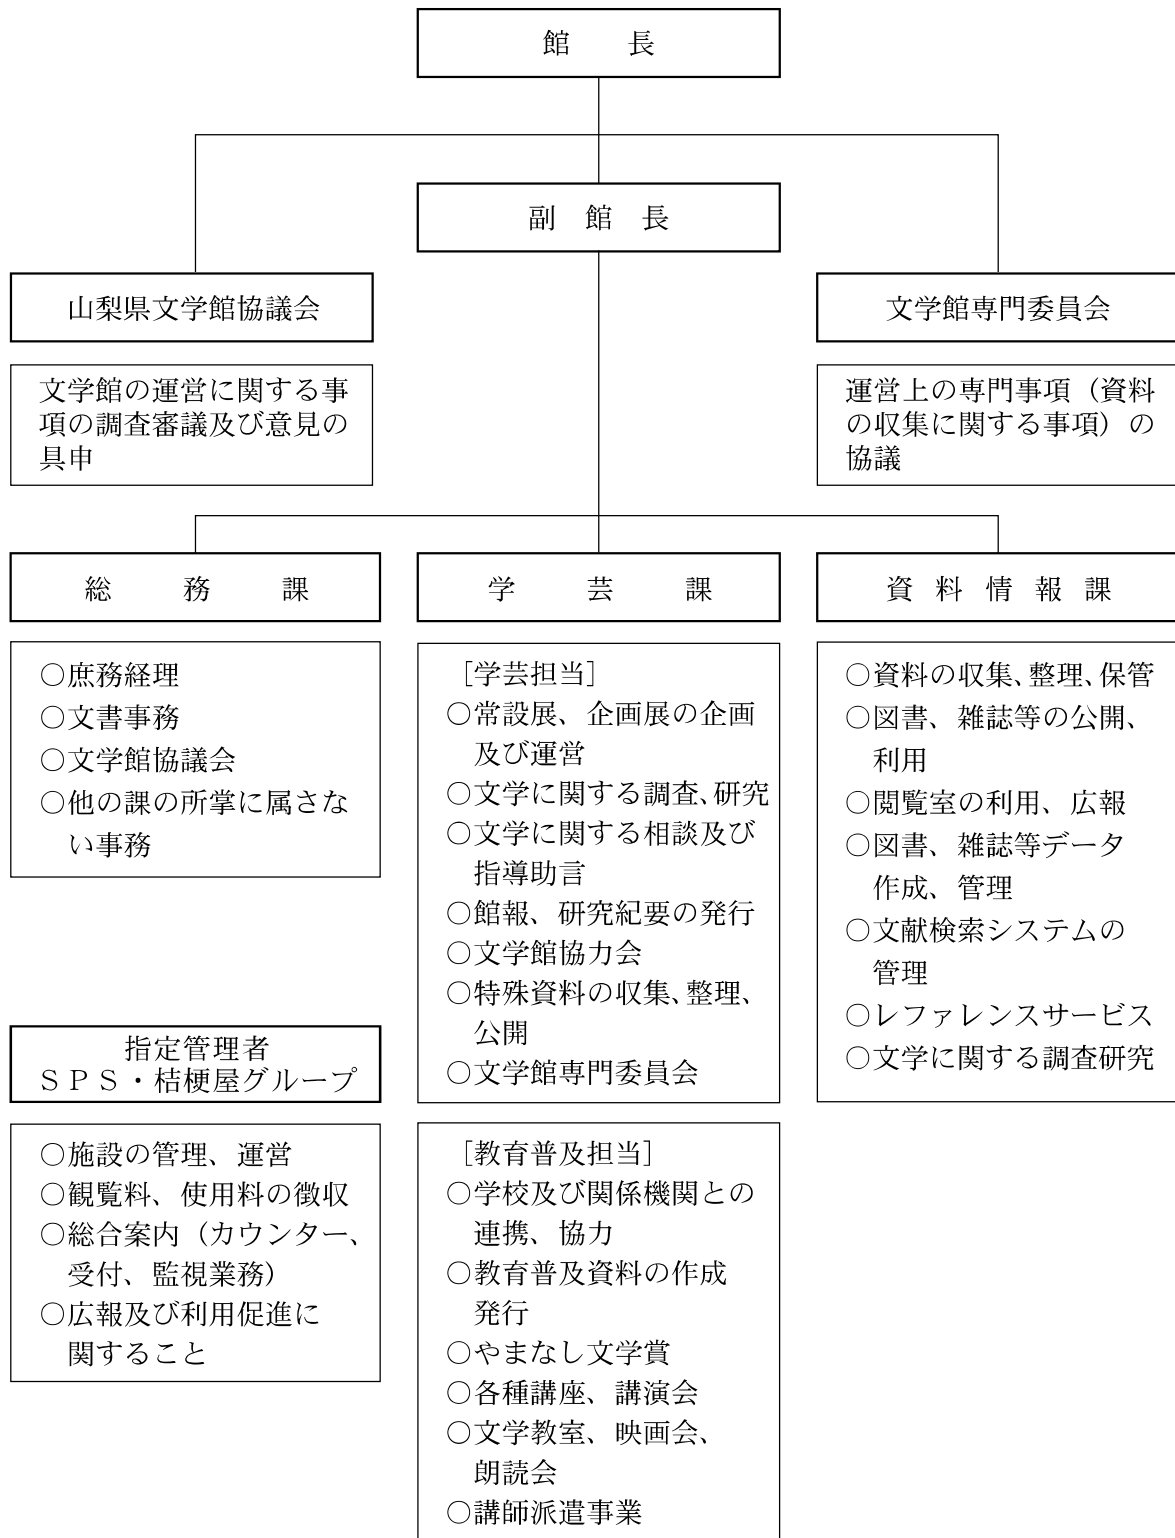 館長
副館長
山梨県文学館協議会
文学館専門委員会
文学館の運営に関する事
項の調査審議及び意見の
具申
運営上の専門事項（資料
の収集に関する事項）の
協議
総務課
学芸課
資料情報課
○庶務経理
○文書事務
○文学館協議会
○他の課の所掌に属さな
い事務
指定管理者
ＳＰＳ・桔梗屋グループ
○施設の管理、運営
○観覧料、使用料の徴収
○総合案内（カウンター、
受付、監視業務）
○広報及び利用促進に
関すること
［学芸担当］
○常設展、企画展の企画
及び運営
○文学に関する調査、研究
○文学に関する相談及び
指導助言
○館報、研究紀要の発行
○文学館協力会
○特殊資料の収集、整理、
公開
○文学館専門委員会
［教育普及担当］
○学校及び関係機関との
連携、協力
○教育普及資料の作成
発行
○やまなし文学賞
○各種講座、講演会
○文学教室、映画会、
朗読会
○講師派遣事業
○資料の収集、整理、保管
○図書、雑誌等の公開、
利用
○閲覧室の利用、広報
○図書、雑誌等データ
作成、管理
○文献検索システムの
管理
○レファレンスサービス
○文学に関する調査研究